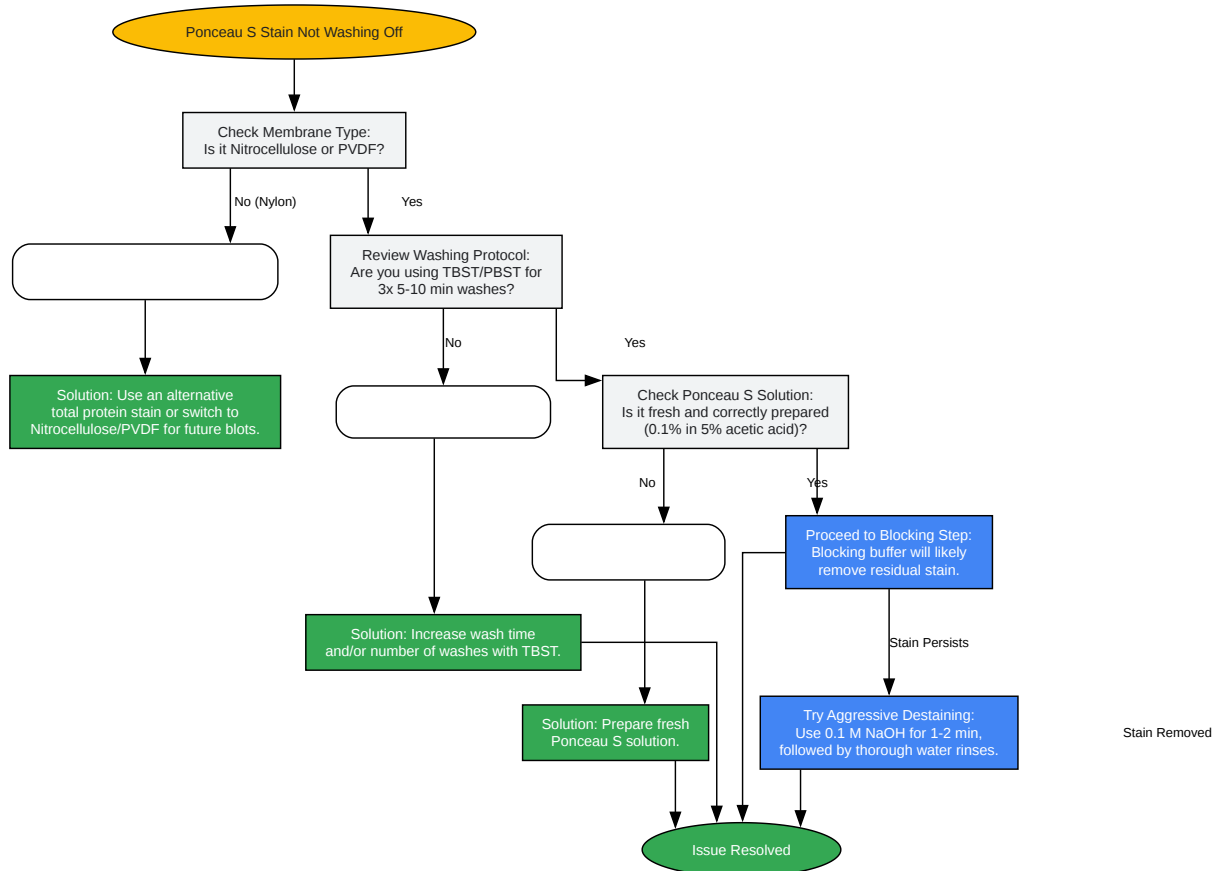 Ponceau S Stain Not Washing Off
Check Membrane Type:
Is it Nitrocellulose or PVDF?
No (Nylon)
Yes
Review Washing Protocol:
Are you using TBST/PBST for
3x 5-10 min washes?
No
Yes
Solution: Use an alternative
total protein stain or switch to
Nitrocellulose/PVDF for future blots.
Check Ponceau S Solution:
Is it fresh and correctly prepared
(0.1% in 5% acetic acid)?
No
Yes
Proceed to Blocking Step:
Blocking buffer will likely
remove residual stain.
Solution: Increase wash time
and/or number of washes with TBST.
Stain Persists
Solution: Prepare fresh
Ponceau S solution.
Try Aggressive Destaining:
Use 0.1 M NaOH for 1-2 min,
followed by thorough water rinses.
Stain Removed
Issue Resolved